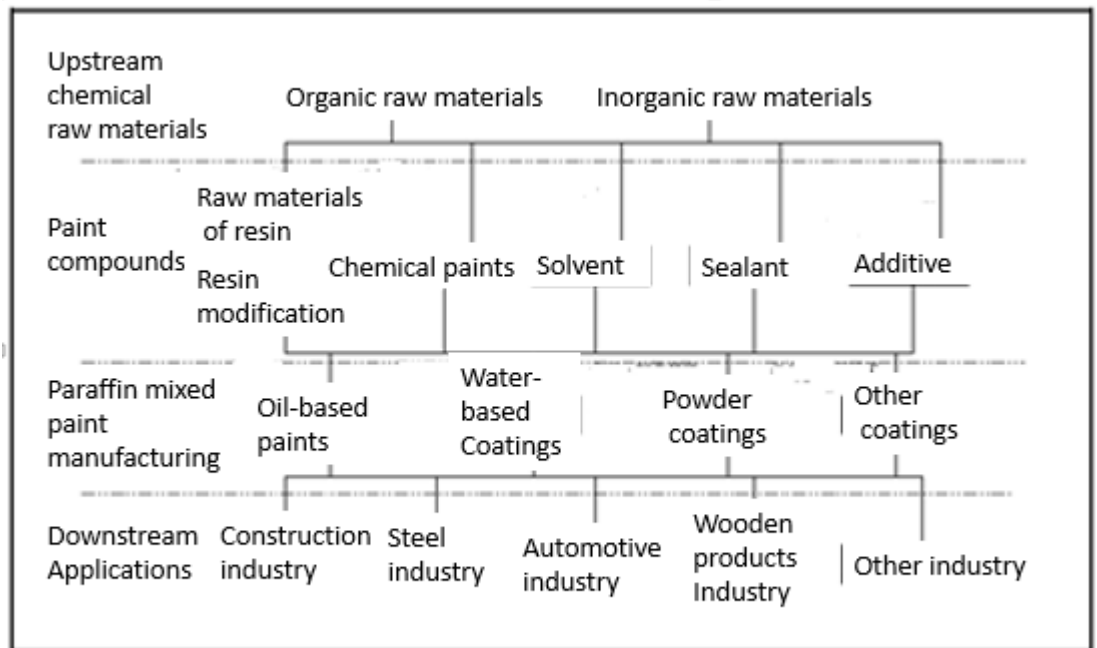 Upstream
chemical
raw materials
Organic raw materials
Inorganic raw materials
Paint
compounds
Raw materials
of resin
Resin
modification
Chemical paints
Solvent
Sealant
Additive
Paraffin mixed
paint
manufacturing
Oil-based
paints
Water-
based
Coatings
Powder
coatings
Other
coatings
Downstream
Applications
Construction
industry
Steel
industry
Automotive
industry
Wooden
products
Industry
Other industry